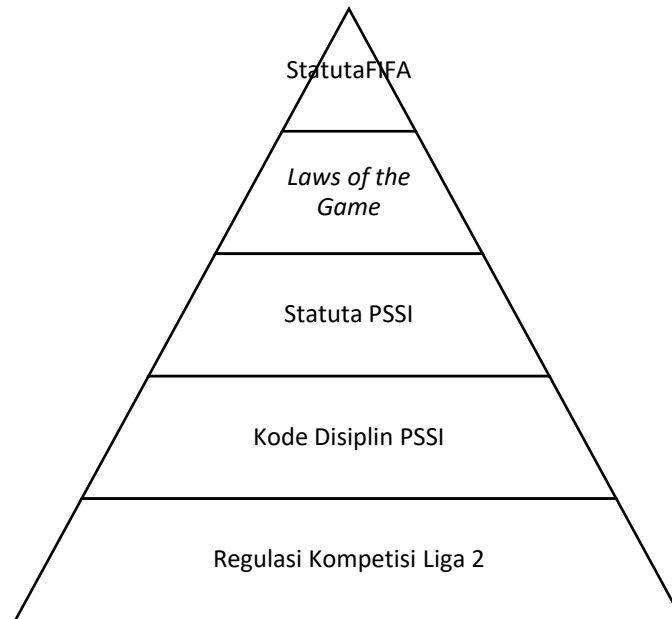 StatutaFIFA
Laws of the
Game
Statuta PSSI
Kode Disiplin PSSI
Regulasi Kompetisi Liga 2